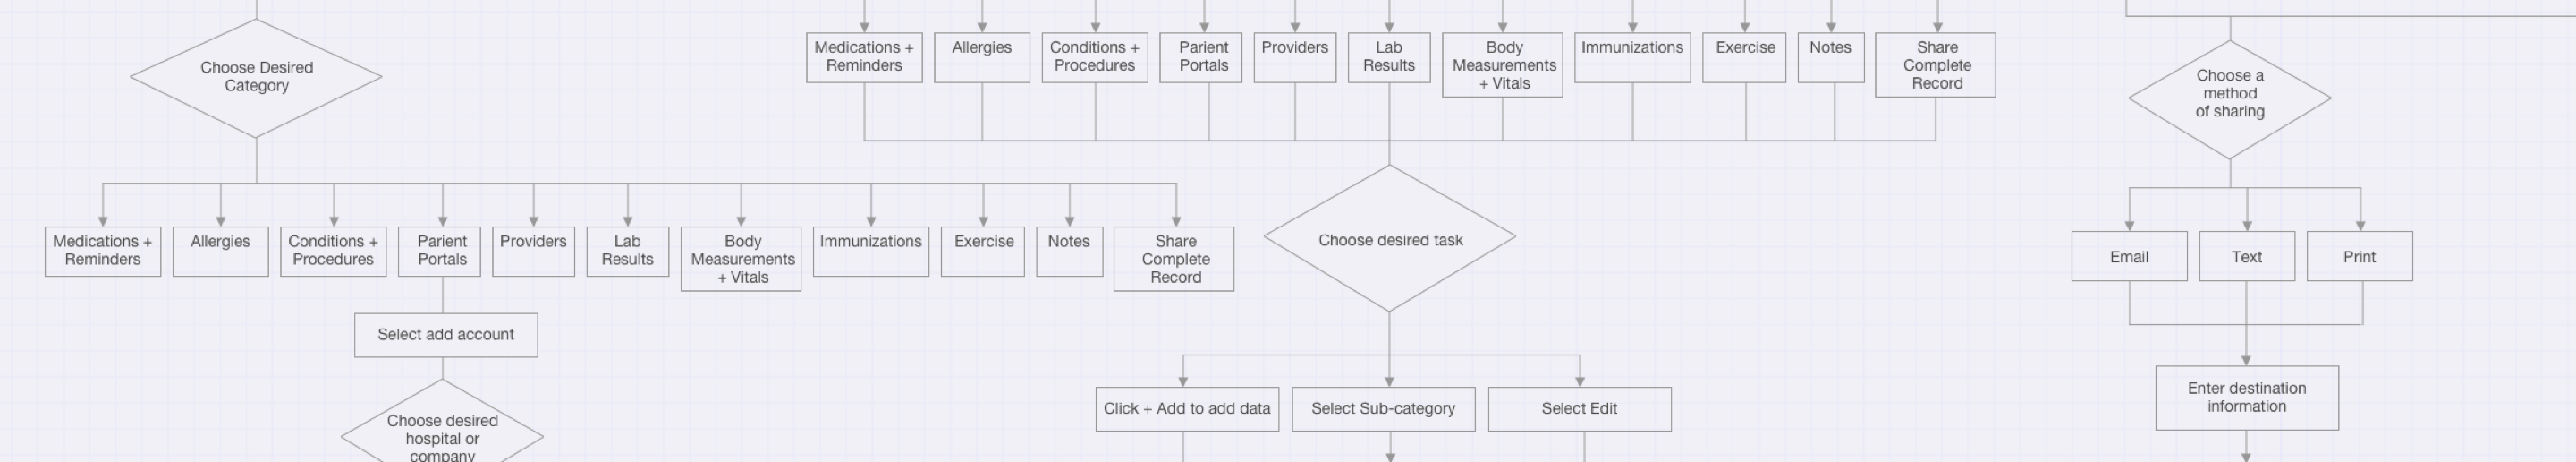 Choose Desired
Category
Medications +
Reminders
Allergies
Conditions +
Procedures
Parient
Portals
Providers
Lab
Results
Body
Measurements
+ Vitals
Immunizations
Exercise
Notes
Share
Complete
Record
Choose a
method
of sharing
Medications +
Reminders
Allergies
Conditions +
Procedures
Parient
Portals
Providers
Lab
Results
Body
Measurements
+ Vitals
Immunizations
Exercise
Notes
Share
Complete
Record
Choose desired task
Email
Text
Print
Select add account
Choose desired
hospital or
company
Click + Add to add data
Select Sub-category
Select Edit
Enter destination
information